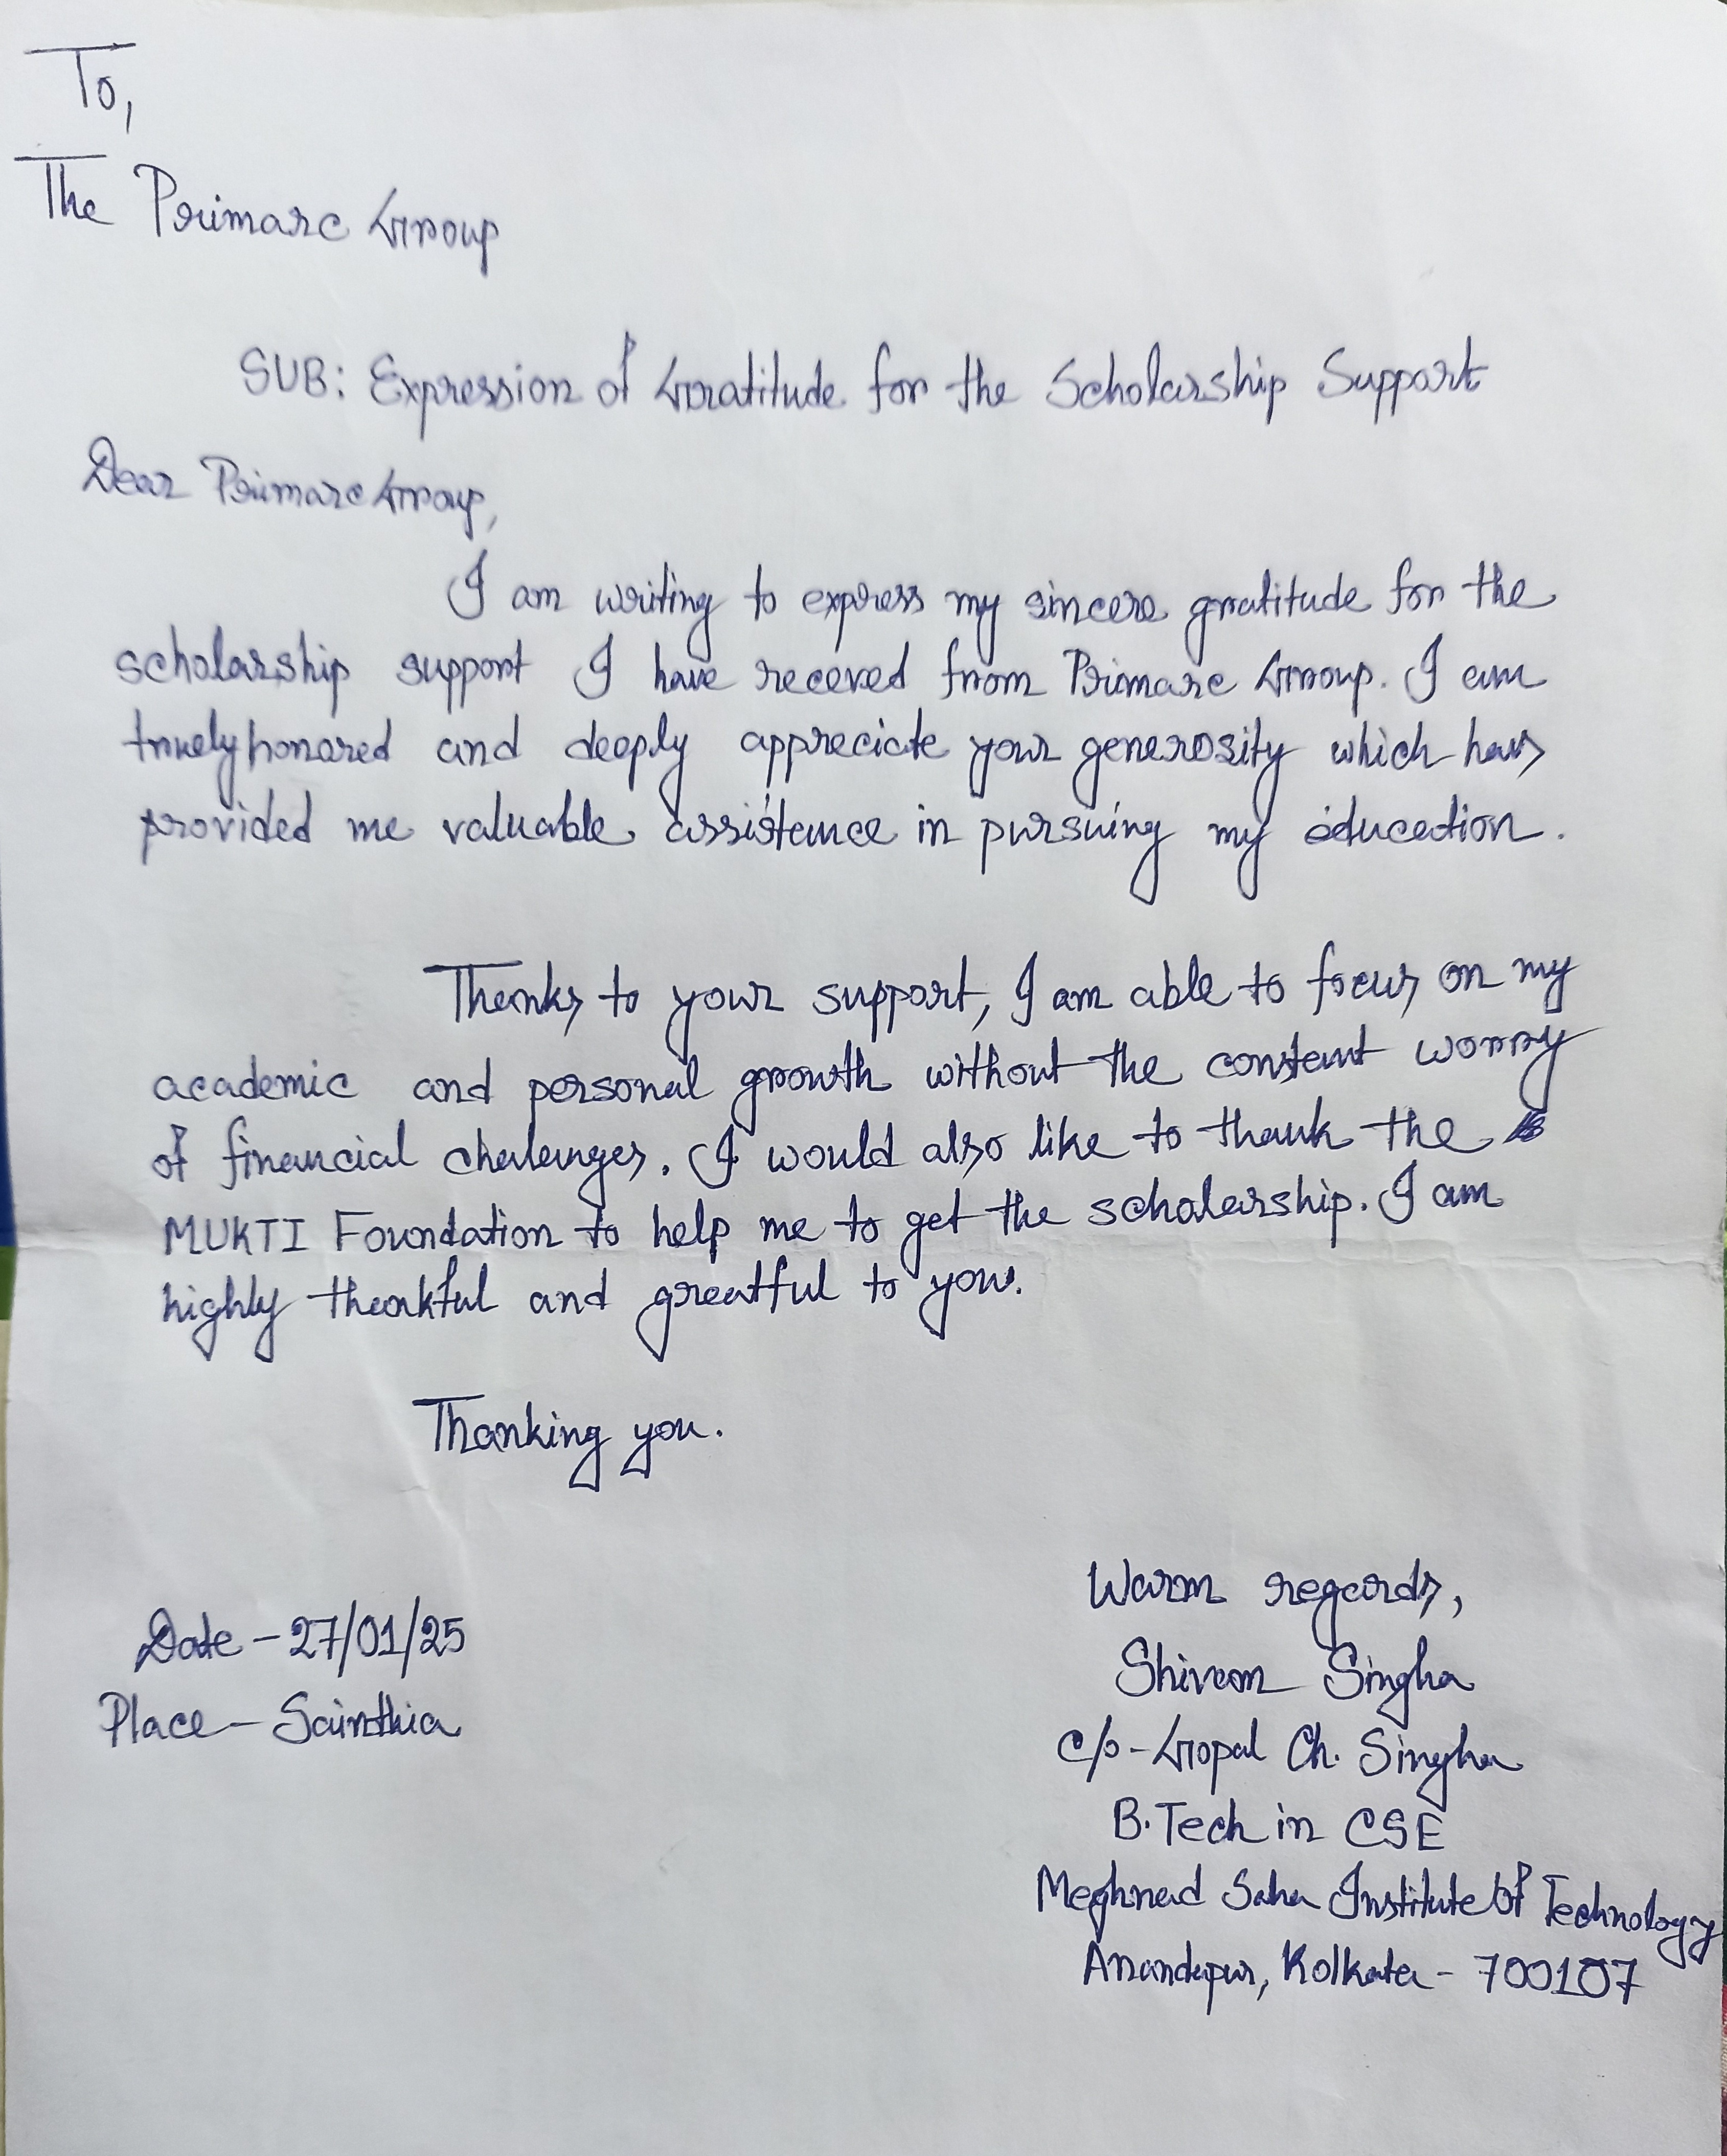 To,
The Primarc Group
SUB: Expression of Gratitude for the Scholarship Support
Dear Primarc Group,
I am writing to express my sincere gratitude for the
scholarship support I have receved from Primarc Group. I am
truely honored and deeply appreciate your generosity which has
provided me valuable assistence in pursuing my education.
Thanks to your support, I am able to focus on my
academic and personal growth without the constant worry
of financial chalanges. I would also like to thank the
MUKTI Foundation to help me to get the scholarship. I am
highly thankful and greatful to you.
Thanking you.
Warm regards,
Shivam Singha
C/o - Gopal Ch. Singha
B.Tech in CSE
Meghnad Saha Institute Of Technology
Anandapur, Kolkata - 700107
Date - 27/01/25
Place - Sainthia